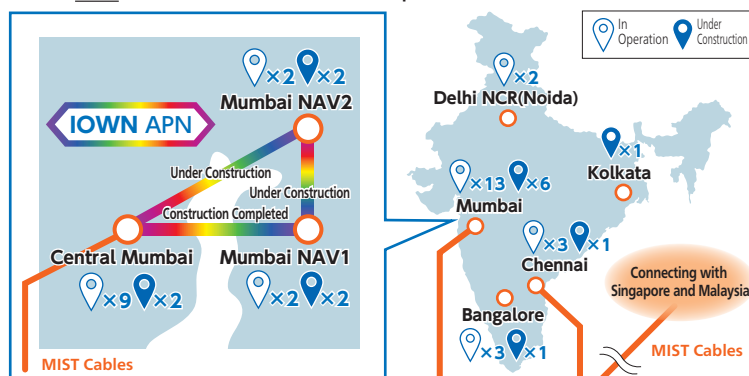 In
Operation
Under
Construction
×2 ×2
Mumbai NAV2
IOWN APN
Under Construction
Under Construction
Construction Completed
Central Mumbai
Mumbai NAV1
×9 ×2
×2 ×2
MIST Cables
×2
Delhi NCR(Noida)
×1
Kolkata
×13 ×6
Mumbai
×3 ×1
Chennai
Connecting with
Singapore and Malaysia
Bangalore
×3 ×1
MIST Cables